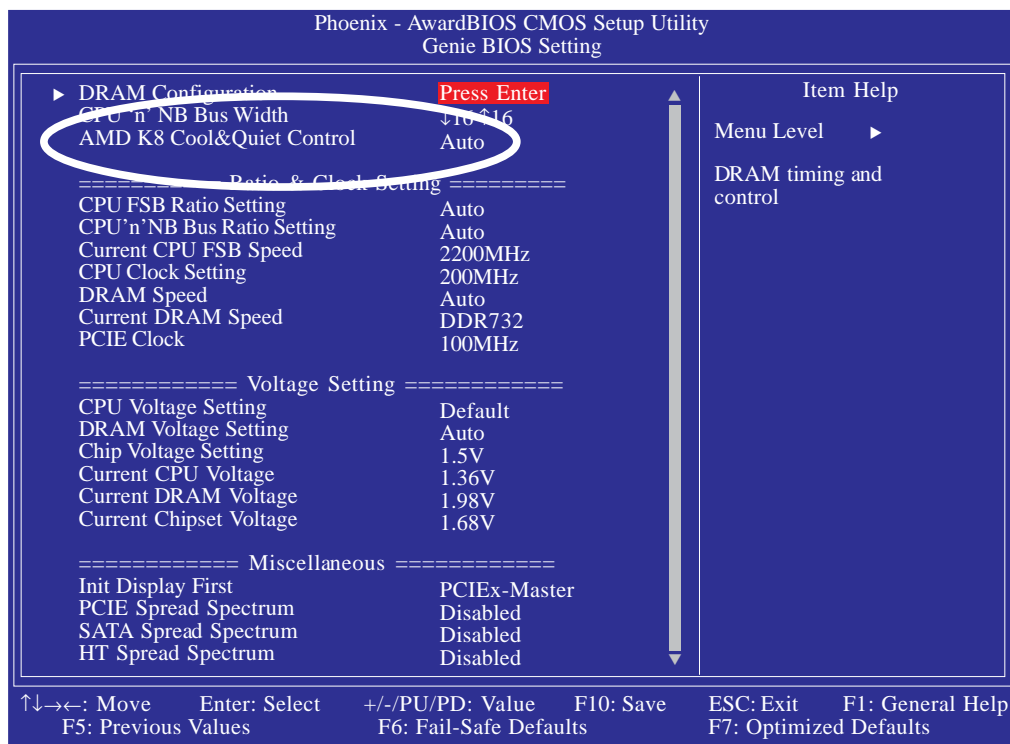 Phoenix - AwardBIOS CMOS Setup Utility
Genie BIOS Setting
▶ DRAM Configuration Press Enter
CPU 'n' NB Bus Width ↓16 ↑16
AMD K8 Cool&Quiet Control Auto
=========== Ratio & Clock Setting =========
CPU FSB Ratio Setting Auto
CPU'n'NB Bus Ratio Setting Auto
Current CPU FSB Speed 2200MHz
CPU Clock Setting 200MHz
DRAM Speed Auto
Current DRAM Speed DDR732
PCIE Clock 100MHz
============ Voltage Setting ============
CPU Voltage Setting Default
DRAM Voltage Setting Auto
Chip Voltage Setting 1.5V
Current CPU Voltage 1.36V
Current DRAM Voltage 1.98V
Current Chipset Voltage 1.68V
============ Miscellaneous ============
Init Display First PCIEx-Master
PCIE Spread Spectrum Disabled
SATA Spread Spectrum Disabled
HT Spread Spectrum Disabled
Item Help
Menu Level ▶
DRAM timing and
control
↑↓→←: Move Enter: Select +/-/PU/PD: Value F10: Save ESC: Exit F1: General Help
F5: Previous Values F6: Fail-Safe Defaults F7: Optimized Defaults